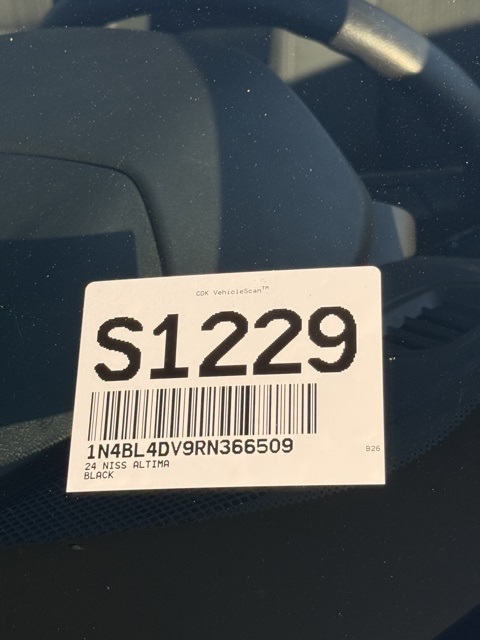 CDK VehicleScan™
S1229
1N4BL4DV9RN366509
24 NISS ALTIMA
BLACK
B26